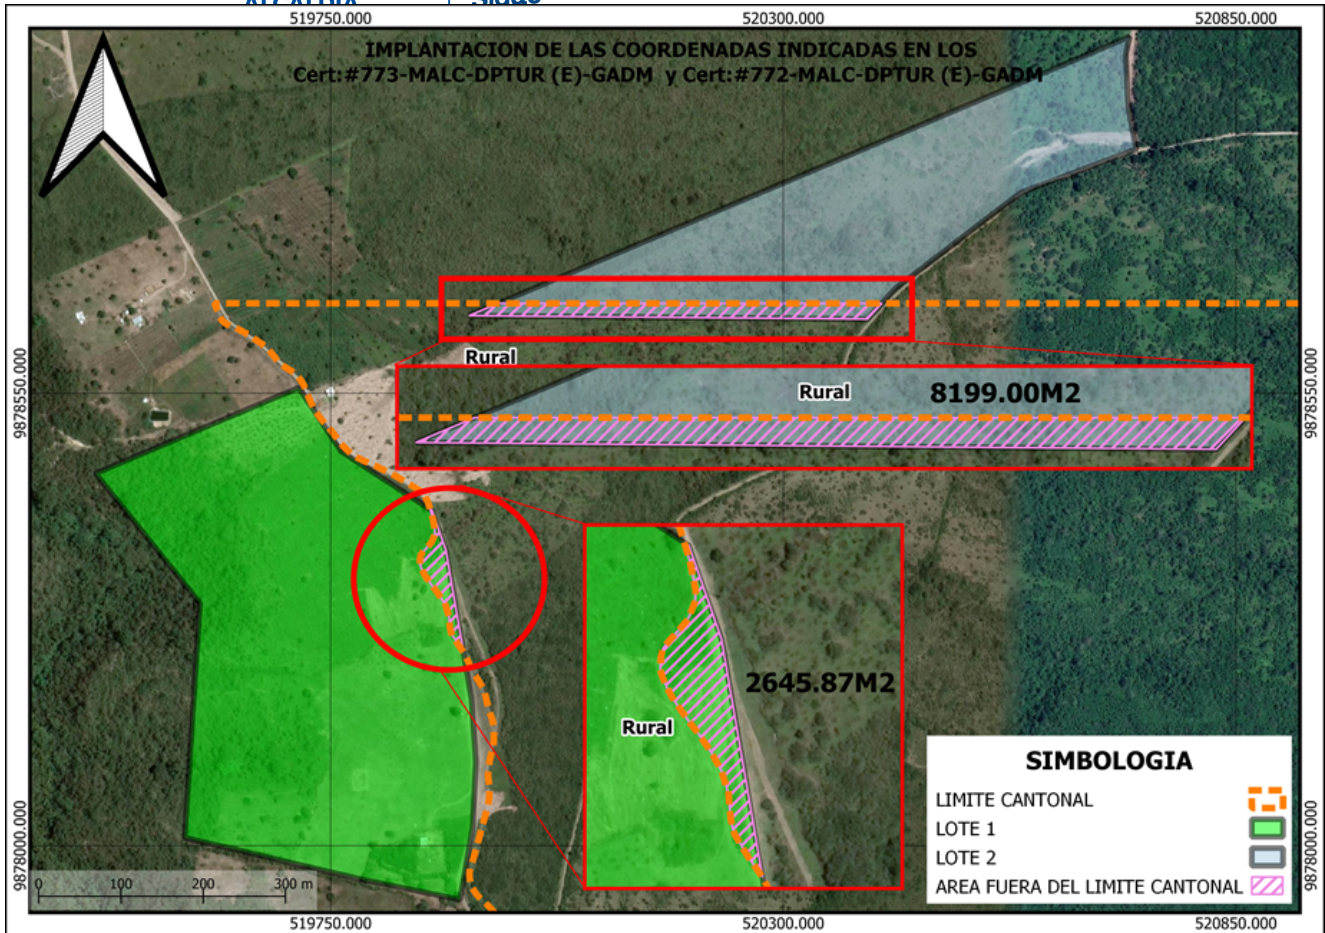 ALCALDÍA
519750.000 520300.000 520850.000
IMPLANTACION DE LAS COORDENADAS INDICADAS EN LOS
Cert:#773-MALC-DPTUR (E)-GADM y Cert:#772-MALC-DPTUR (E)-GADM
9878550.000
9878550.000
Rural
Rural
8199.00M2
2645.87M2
Rural
9878000.000
9878000.000
SIMBOLOGIA
LIMITE CANTONAL
LOTE 1
LOTE 2
AREA FUERA DEL LIMITE CANTONAL
0 100 200 300 m
519750.000 520300.000 520850.000